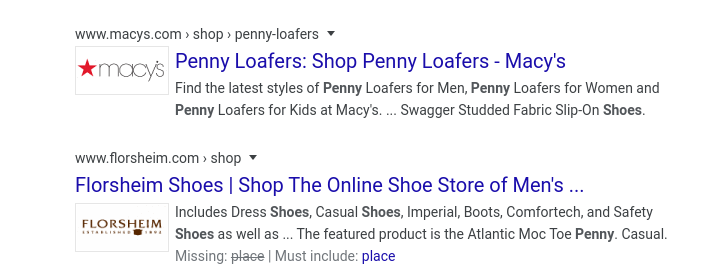 www.macys.com › shop › penny-loafers
Penny Loafers: Shop Penny Loafers - Macy's
macy's
Find the latest styles of Penny Loafers for Men, Penny Loafers for Women and
Penny Loafers for Kids at Macy's. ... Swagger Studded Fabric Slip-On Shoes.
www.florsheim.com › shop
Florsheim Shoes | Shop The Online Shoe Store of Men's ...
FLORSHEIM
ESTABLISHED 1892
Includes Dress Shoes, Casual Shoes, Imperial, Boots, Comfortech, and Safety
Shoes as well as ... The featured product is the Atlantic Moc Toe Penny. Casual.
Missing: place | Must include: place